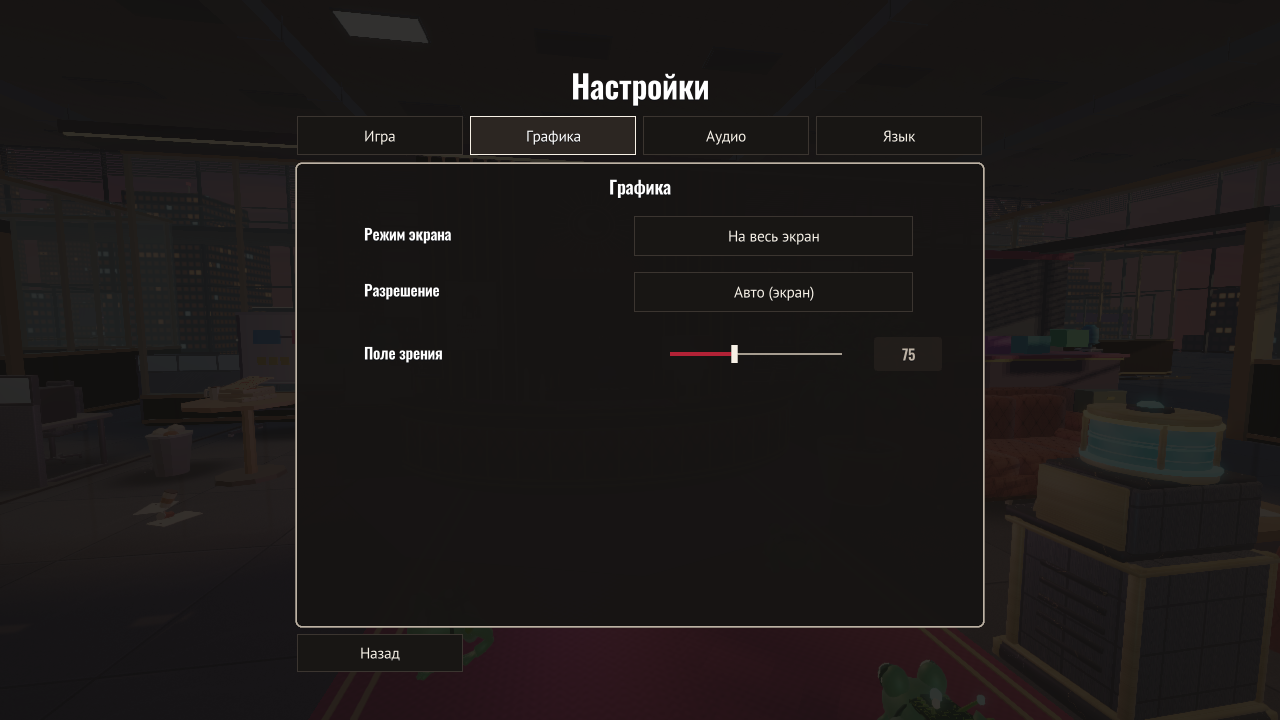 Настройки
Игра
Графика
Аудио
Язык
Графика
Режим экрана
На весь экран
Разрешение
Авто (экран)
Поле зрения
75
Назад